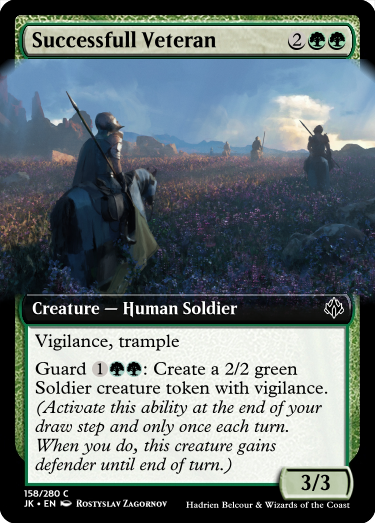 Successfull Veteran 2
Creature — Human Soldier
Vigilance, trample
Guard 1: Create a 2/2 green
Soldier creature token with vigilance.
(Activate this ability at the end of your
draw step and only once each turn.
When you do, this creature gains
defender until end of turn.)
3/3
158/280 C
JK • EN Rostyslav Zagornov
Hadrien Belcour & Wizards of the Coast